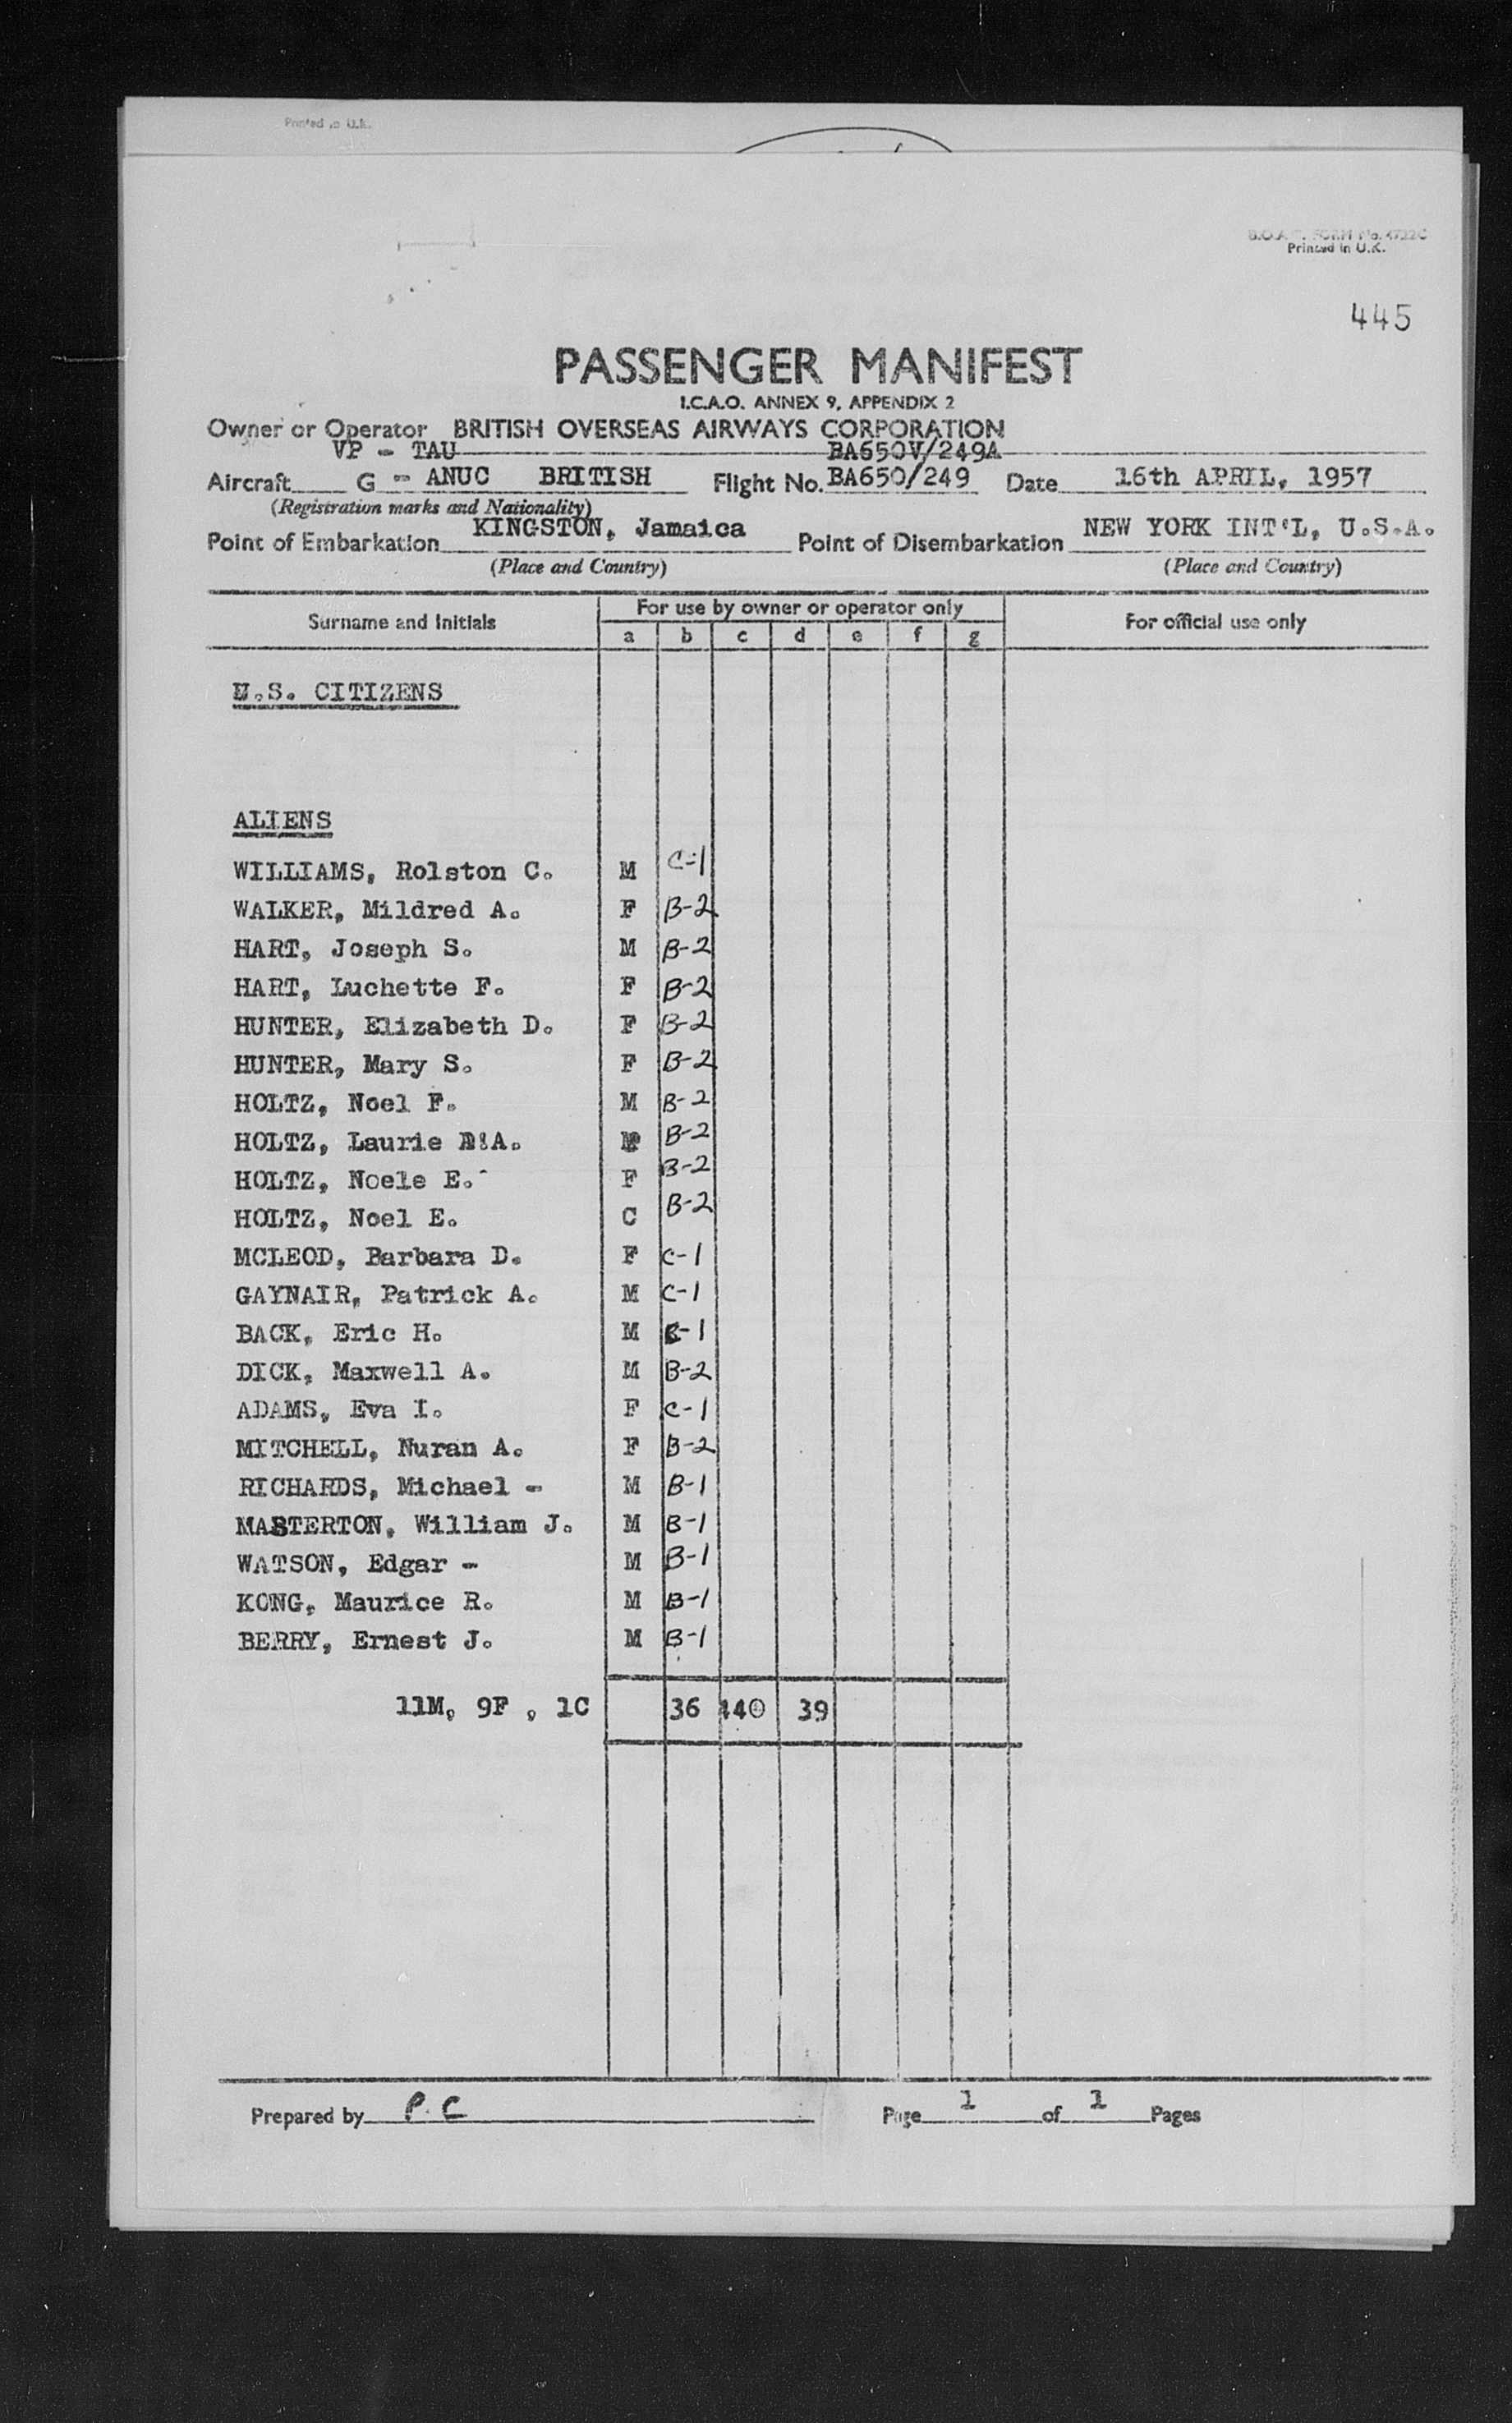 Printed in U.K.
B.O.A.C. FORM No. 4722C
Printed in U.K.
445
PASSENGER MANIFEST
I.C.A.O. ANNEX 9, APPENDIX 2
Owner or Operator BRITISH OVERSEAS AIRWAYS CORPORATION
VP - TAU BA650V/249A
Aircraft G - ANUC BRITISH Flight No. BA650/249 Date 16th APRIL, 1957
(Registration marks and Nationality)
KINGSTON, Jamaica NEW YORK INT'L, U.S.A.
Point of Embarkation Point of Disembarkation
(Place and Country) (Place and Country)
Surname and Initials For use by owner or operator only For official use only
a b c d e f g
U.S. CITIZENS
ALIENS
WILLIAMS, Rolston C. M C-1
WALKER, Mildred A. F B-2
HART, Joseph S. M B-2
HART, Luchette F. F B-2
HUNTER, Elizabeth D. F B-2
HUNTER, Mary S. F B-2
HOLTZ, Noel F. M B-2
HOLTZ, Laurie A. B-2
HOLTZ, Noele E. F B-2
HOLTZ, Noel E. C B-2
MCLEOD, Barbara D. F C-1
GAYNAIR, Patrick A. M C-1
BACK, Eric H. M -1
DICK, Maxwell A. M B-2
ADAMS, Eva I. F C-1
MITCHELL, Nuran A. F B-2
RICHARDS, Michael - M B-1
MASTERTON, William J. M B-1
WATSON, Edgar - M B-1
KONG, Maurice R. M B-1
BERRY, Ernest J. M B-1
11M, 9F , 1C 36 440 39
Prepared by P. C Page 1 of 1 Pages